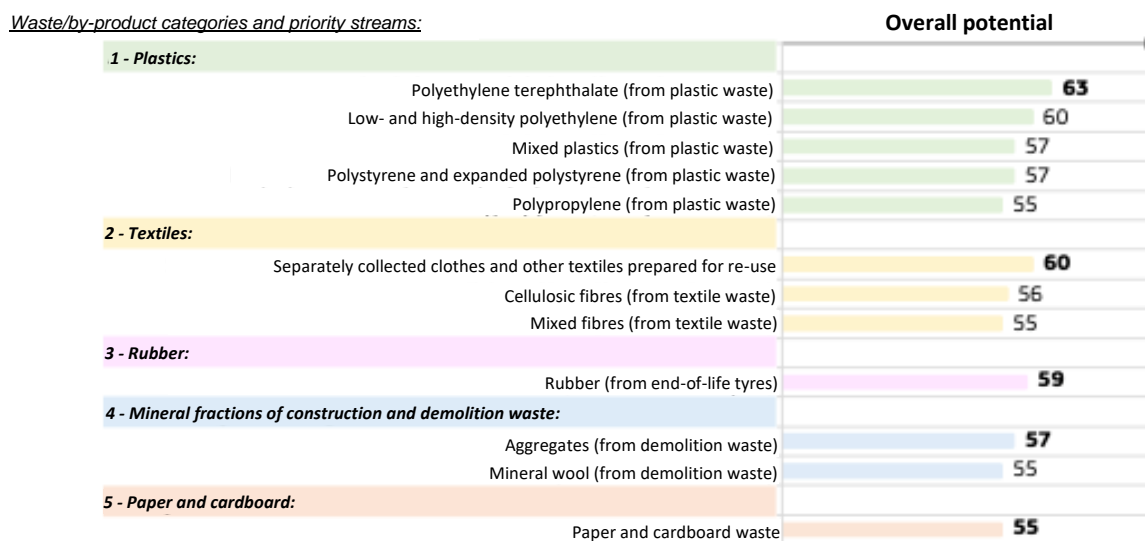 Waste/by-product categories and priority streams:
Overall potential
1 - Plastics:
Polyethylene terephthalate (from plastic waste) 63
Low- and high-density polyethylene (from plastic waste) 60
Mixed plastics (from plastic waste) 57
Polystyrene and expanded polystyrene (from plastic waste) 57
Polypropylene (from plastic waste) 55
2 - Textiles:
Separately collected clothes and other textiles prepared for re-use 60
Cellulosic fibres (from textile waste) 56
Mixed fibres (from textile waste) 55
3 - Rubber:
Rubber (from end-of-life tyres) 59
4 - Mineral fractions of construction and demolition waste:
Aggregates (from demolition waste) 57
Mineral wool (from demolition waste) 55
5 - Paper and cardboard:
Paper and cardboard waste 55